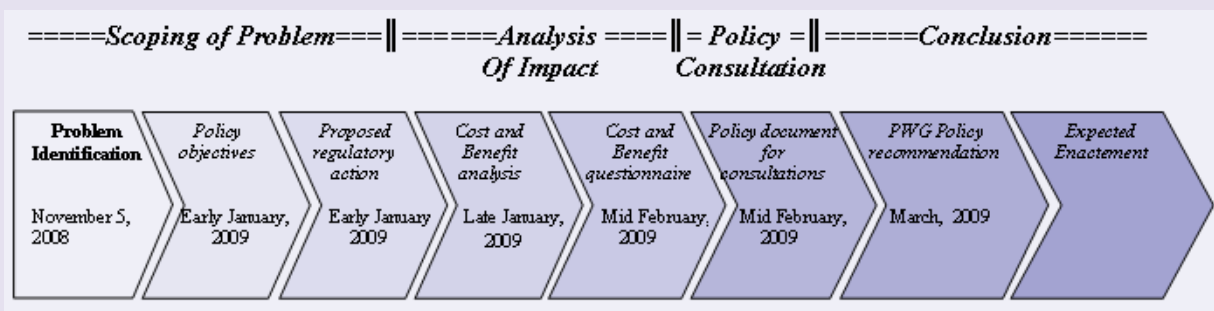 =====Scoping of Problem===‖======Analysis ====‖= Policy =‖======Conclusion======
Of Impact Consultation
Problem
Identification
November 5,
2008
Policy
objectives
Early January,
2009
Proposed
regulatory
action
Early January
2009
Cost and
Benefit
analysis
Late January,
2009
Cost and
Benefit
questionnaire
Mid February,
2009
Policy document
for
consultations
Mid February,
2009
PWG Policy
recommendation
March, 2009
Expected
Enactement